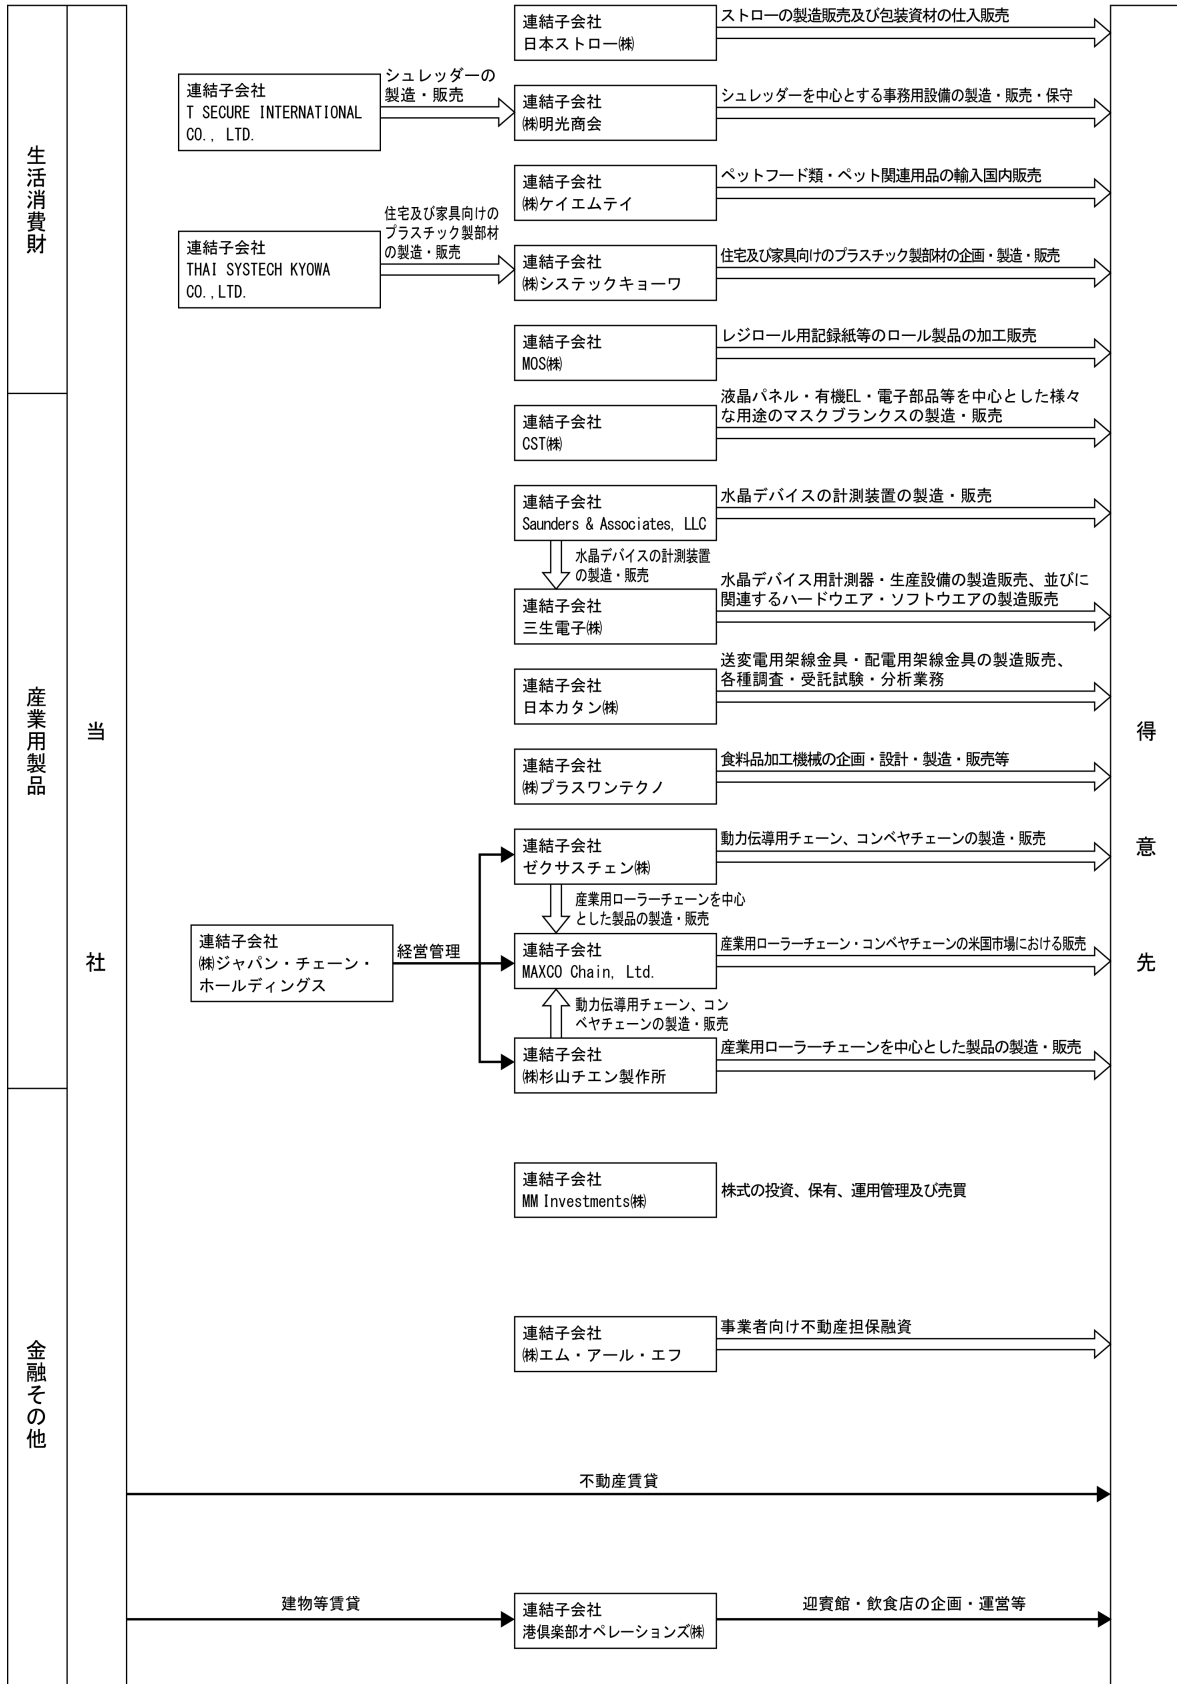 生活消費財
産業用製品
金融その他
当社
得意先
連結子会社
日本ストロー㈱
ストローの製造販売及び包装資材の仕入販売
連結子会社
T SECURE INTERNATIONAL
CO., LTD.
シュレッダーの
製造・販売
連結子会社
㈱明光商会
シュレッダーを中心とする事務用設備の製造・販売・保守
連結子会社
㈱ケイエムテイ
ペットフード類・ペット関連用品の輸入国内販売
連結子会社
THAI SYSTECH KYOWA
CO.,LTD.
住宅及び家具向けの
プラスチック製部材
の製造・販売
連結子会社
㈱システックキョーワ
住宅及び家具向けのプラスチック製部材の企画・製造・販売
連結子会社
MOS㈱
レジロール用記録紙等のロール製品の加工販売
連結子会社
CST㈱
液晶パネル・有機EL・電子部品等を中心とした様々
な用途のマスクブランクスの製造・販売
連結子会社
Saunders & Associates, LLC
水晶デバイスの計測装置の製造・販売
水晶デバイスの計測装置
の製造・販売
連結子会社
三生電子㈱
水晶デバイス用計測器・生産設備の製造販売、並びに
関連するハードウエア・ソフトウエアの製造販売
連結子会社
日本カタン㈱
送変電用架線金具・配電用架線金具の製造販売、
各種調査・受託試験・分析業務
連結子会社
㈱プラスワンテクノ
食料品加工機械の企画・設計・製造・販売等
連結子会社
ゼクサスチェン㈱
動力伝導用チェーン、コンベヤチェーンの製造・販売
産業用ローラーチェーンを中心
とした製品の製造・販売
連結子会社
㈱ジャパン・チェーン・
ホールディングス
経営管理
連結子会社
MAXCO Chain, Ltd.
産業用ローラーチェーン・コンベヤチェーンの米国市場における販売
動力伝導用チェーン、コン
ベヤチェーンの製造・販売
連結子会社
㈱杉山チエン製作所
産業用ローラーチェーンを中心とした製品の製造・販売
連結子会社
MM Investments㈱
株式の投資、保有、運用管理及び売買
連結子会社
㈱エム・アール・エフ
事業者向け不動産担保融資
不動産賃貸
建物等賃貸
連結子会社
港倶楽部オペレーションズ㈱
迎賓館・飲食店の企画・運営等